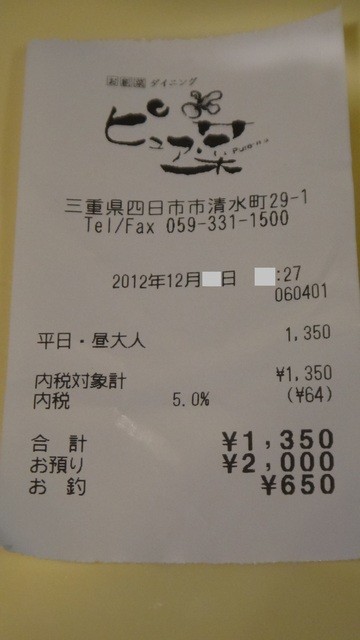 ダイニング
ピュア菜
三重県四日市市清水町29-1
Tel/Fax 059-331-1500
2012年12月 日 :27
060401
平日・昼大人 1,350
内税対象計 ¥1,350
内税 5.0% (¥64)
合計 ¥1,350
お預り ¥2,000
お釣 ¥650